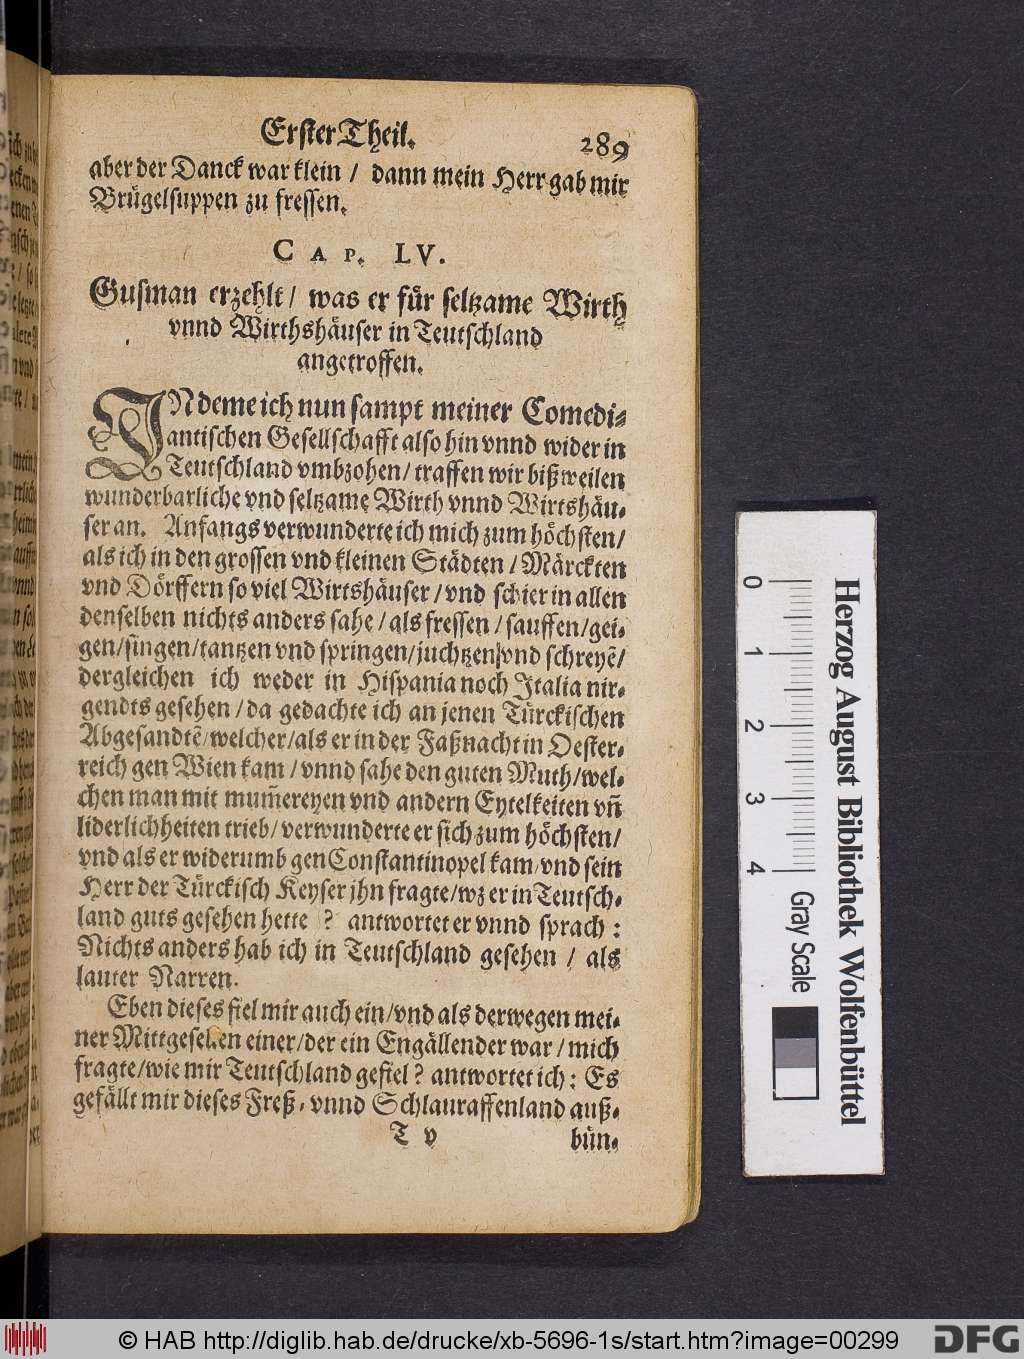 Erster Theil. 289
aber der Danck war klein / dann mein Herr gab mir
Brügelsuppen zu fressen.
CAP. LV.
Gusman erzehlt / was er für seltzame Wirth
vnnd Wirthshäuser in Teutschland
angetroffen.
INdeme ich nun sampt meiner Comedi-
antischen Gesellschafft also hin vnnd wider in
Teutschland vmbzohen / traffen wir bißweilen
wunderbarliche vnd seltzame Wirth vnnd Wirtshäu-
ser an. Anfangs verwunderte ich mich zum höchsten /
als ich in den grossen vnd kleinen Städten / Märckten
vnd Dörffern so viel Wirtshäuser / vnd schier in allen
denselben nichts anders sahe / als fressen / sauffen / gei-
gen / singen / tantzen vnd springen / juchtzen vnd schreyẽ /
dergleichen ich weder in Hispania noch Italia nir-
gendts gesehen / da gedachte ich an jenen Türckischen
Abgesandtẽ / welcher / als er in der Faßnacht in Oester-
reich gen Wien kam / vnnd sahe den guten Muth / wel-
chen man mit mum̃ereyen vnd andern Eytelkeiten vñ
liderlichheiten trieb / verwunderte er sich zum höchsten /
vnd als er widerumb gen Constantinopel kam / vnd sein
Herr der Türckisch Keyser jhn fragte / wz er in Teutsch-
land guts gesehen hette ? antwortet er vnnd sprach :
Nichts anders hab ich in Teutschland gesehen / als
lauter Narren.
Eben dieses fiel mir auch ein / vnd als derwegen mei-
ner Mittgesellen einer / der ein Engällender war / mich
fragte / wie mir Teutschland gefiel ? antwortet ich : Es
gefällt mir dieses Freß- vnnd Schlauraffenland auß-
T v bün-
0 1 2 3 4
Herzog August Bibliothek Wolfenbüttel
Gray Scale
© HAB http://diglib.hab.de/drucke/xb-5696-1s/start.htm?image=00299
DFG